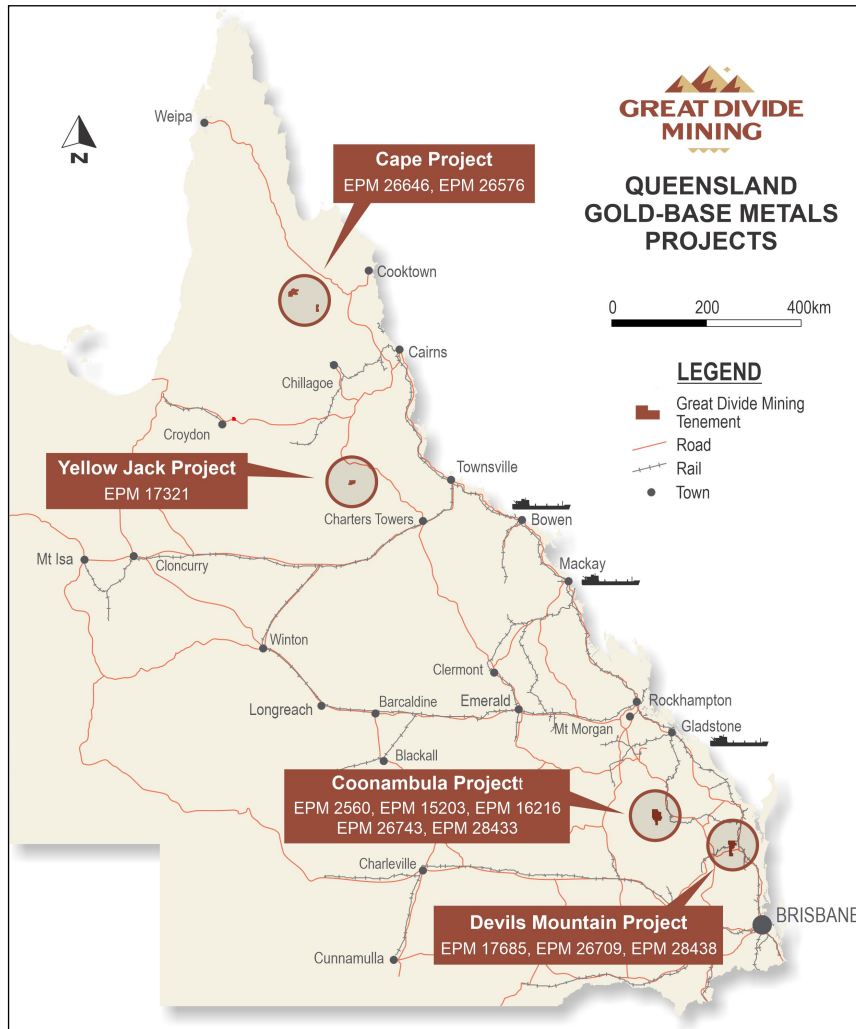 GREAT DIVIDE
MINING
QUEENSLAND
GOLD-BASE METALS
PROJECTS
0 200 400km
LEGEND
Great Divide Mining
Tenement
Road
Rail
Town
N
Weipa
Cape Project
EPM 26646, EPM 26576
Cooktown
Cairns
Chillagoe
Croydon
Yellow Jack Project
EPM 17321
Townsville
Charters Towers
Bowen
Mt Isa
Cloncurry
Mackay
Winton
Clermont
Longreach
Barcaldine
Emerald
Rockhampton
Mt Morgan
Gladstone
Blackall
Coonambula Projectt
EPM 2560, EPM 15203, EPM 16216
EPM 26743, EPM 28433
Charleville
Devils Mountain Project
EPM 17685, EPM 26709, EPM 28438
BRISBANE
Cunnamulla